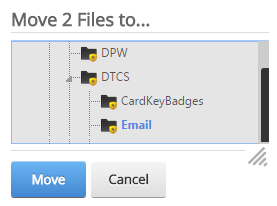 Move 2 Files to...
DPW
DTCS
CardKeyBadges
Email
Move
Cancel